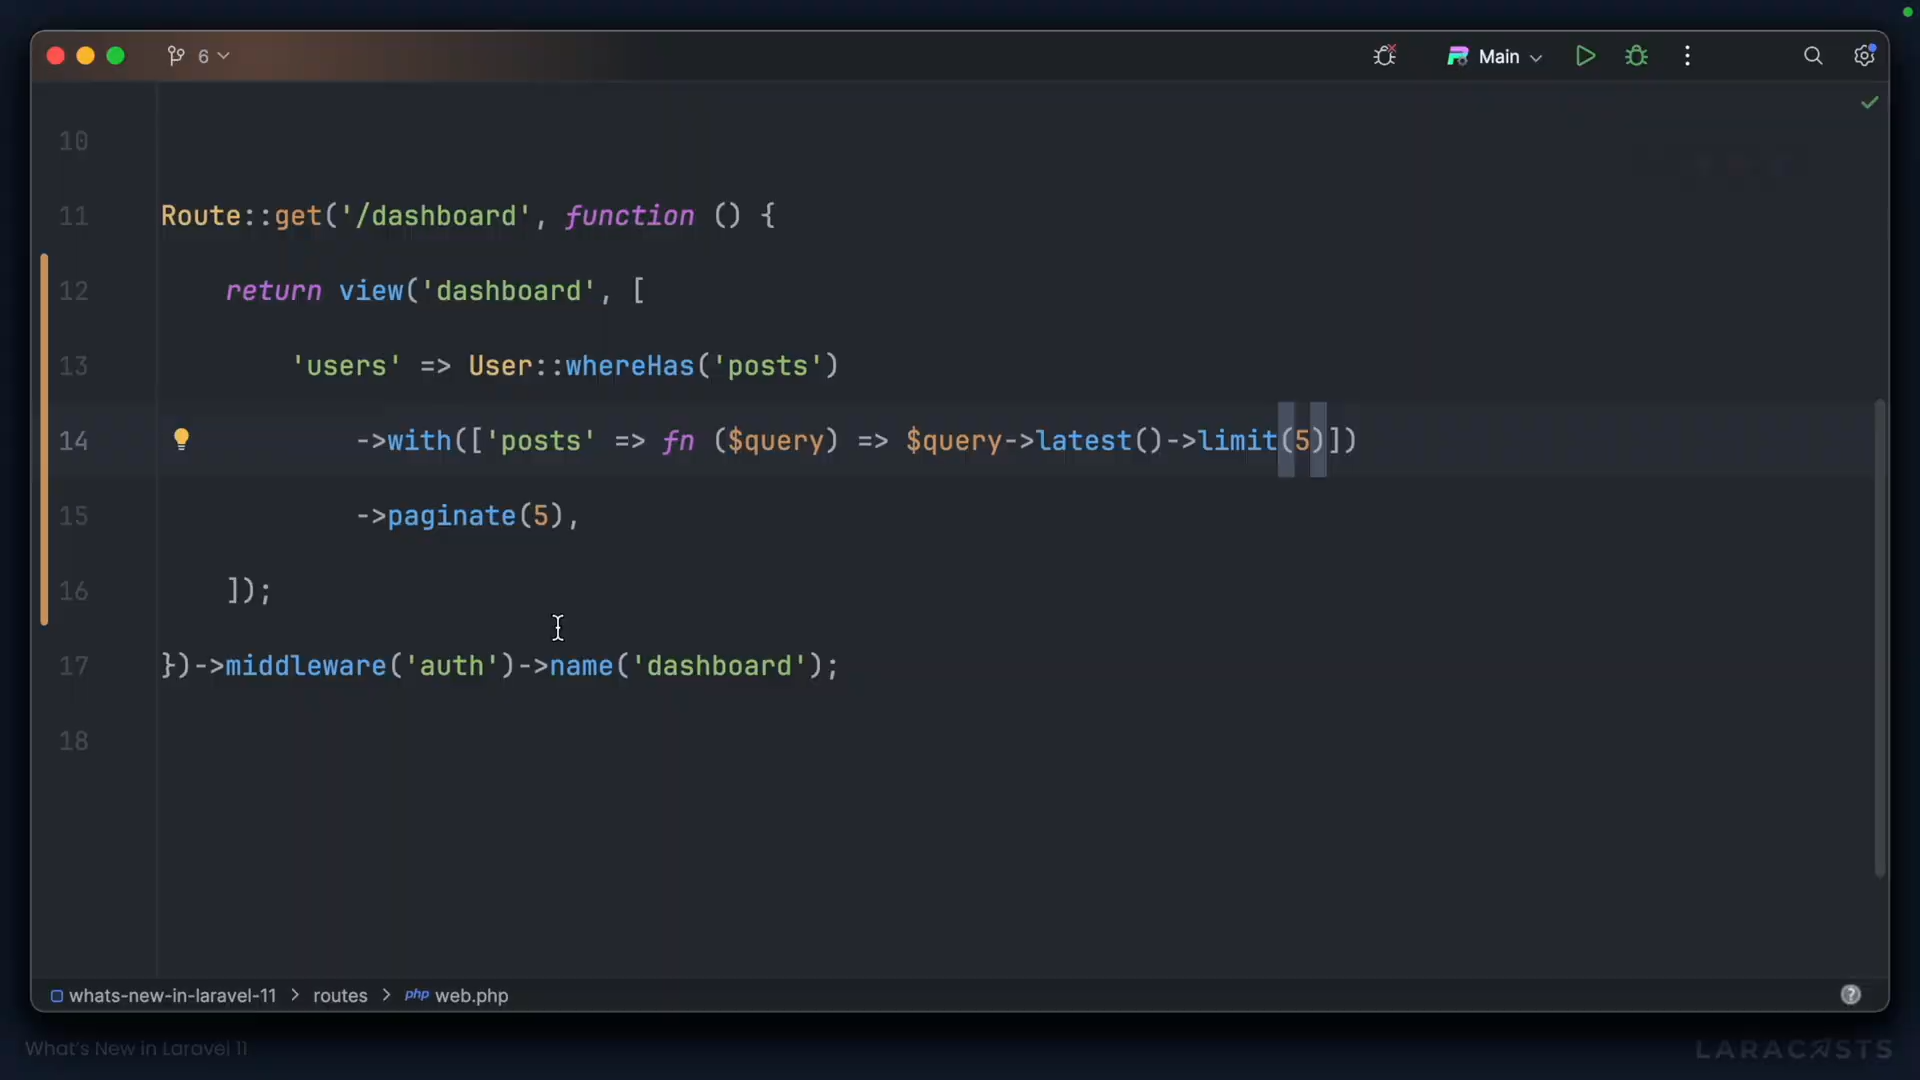 6
Main
10
11 Route::get('/dashboard', function () {
12 return view('dashboard', [
13 'users' => User::whereHas('posts')
14 ->with(['posts' => fn ($query) => $query->latest()->limit(5)])
15 ->paginate(5),
16 ]);
17 })->middleware('auth')->name('dashboard');
18
whats-new-in-laravel-11 > routes > php web.php
?
What's New in Laravel 11
LARACASTS